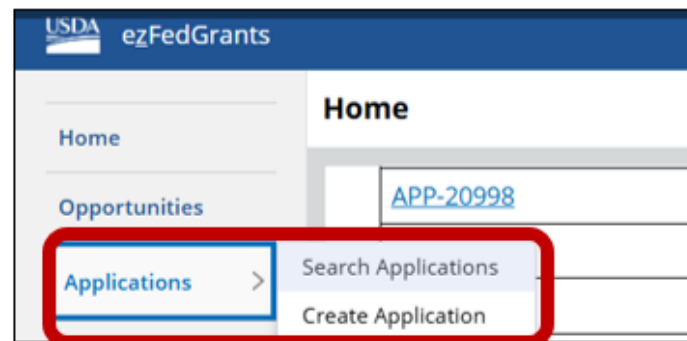 USDA ezFedGrants
Home
Home
Opportunities
APP-20998
Applications >
Search Applications
Create Application